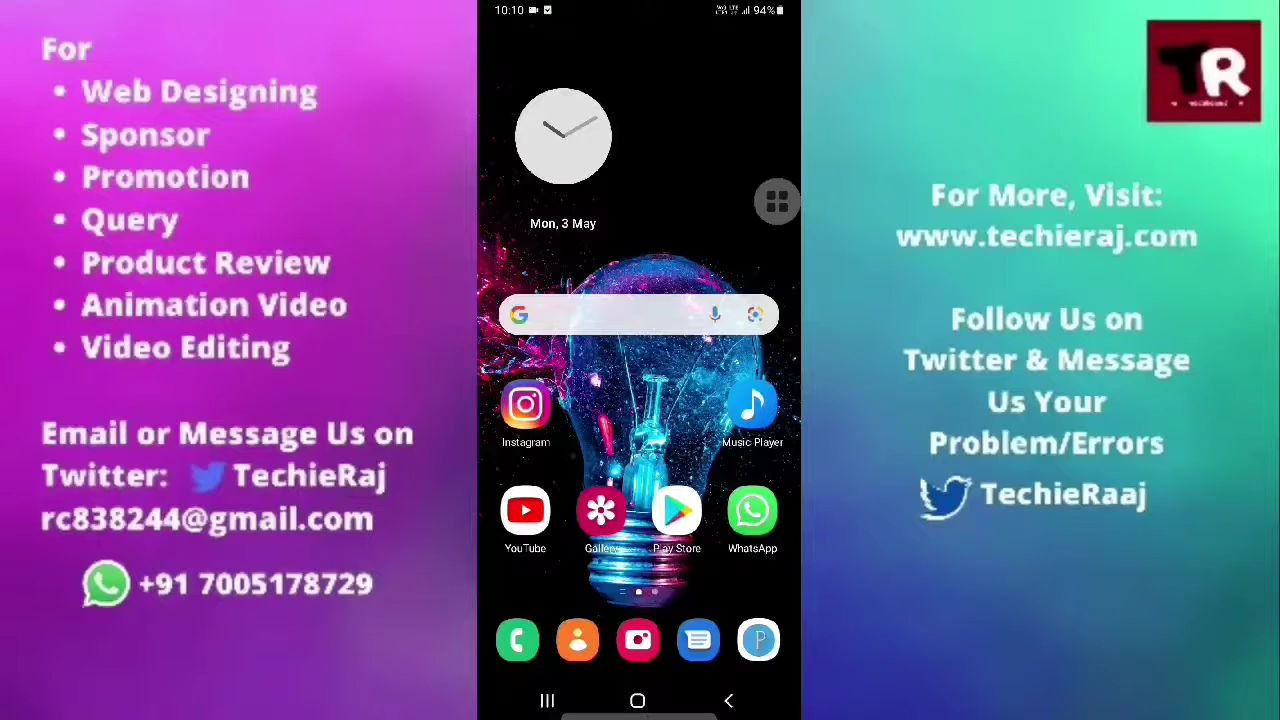 For
• Web Designing
• Sponsor
• Promotion
• Query
• Product Review
• Animation Video
• Video Editing
Email or Message Us on
Twitter: TechieRaj
rc838244@gmail.com
+91 7005178729
10:10
94%
Mon, 3 May
Instagram
Music Player
YouTube
Gallery
Play Store
WhatsApp
TR
For More, Visit:
www.techieraj.com
Follow Us on
Twitter & Message
Us Your
Problem/Errors
TechieRaaj